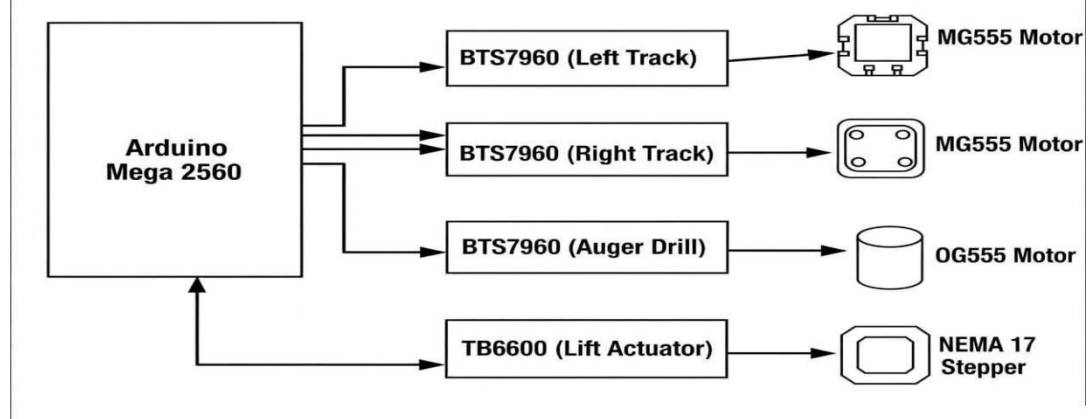 Arduino
Mega 2560
BTS7960 (Left Track)
MG555 Motor
BTS7960 (Right Track)
MG555 Motor
BTS7960 (Auger Drill)
OG555 Motor
TB6600 (Lift Actuator)
NEMA 17
Stepper